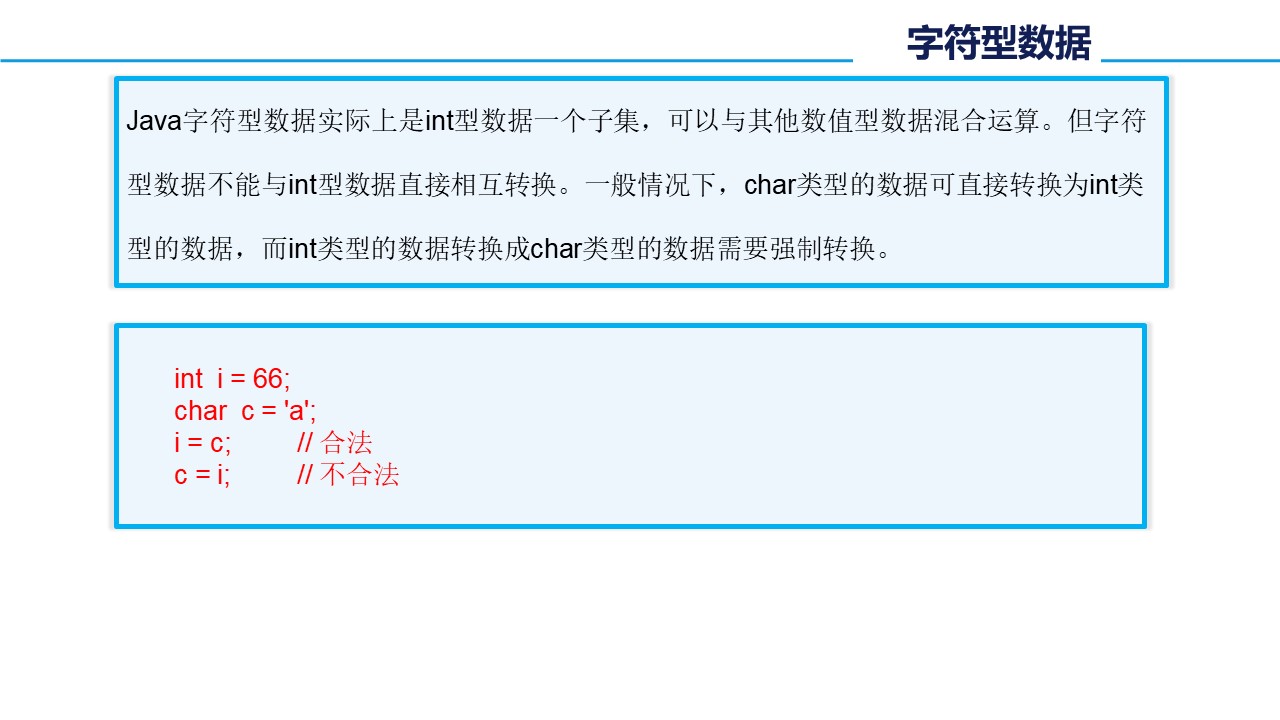 字符型数据
Java字符型数据实际上是int型数据一个子集，可以与其他数值型数据混合运算。但字符
型数据不能与int型数据直接相互转换。一般情况下，char类型的数据可直接转换为int类
型的数据，而int类型的数据转换成char类型的数据需要强制转换。
int  i = 66;
char  c = 'a';
i = c;         // 合法
c = i;         // 不合法